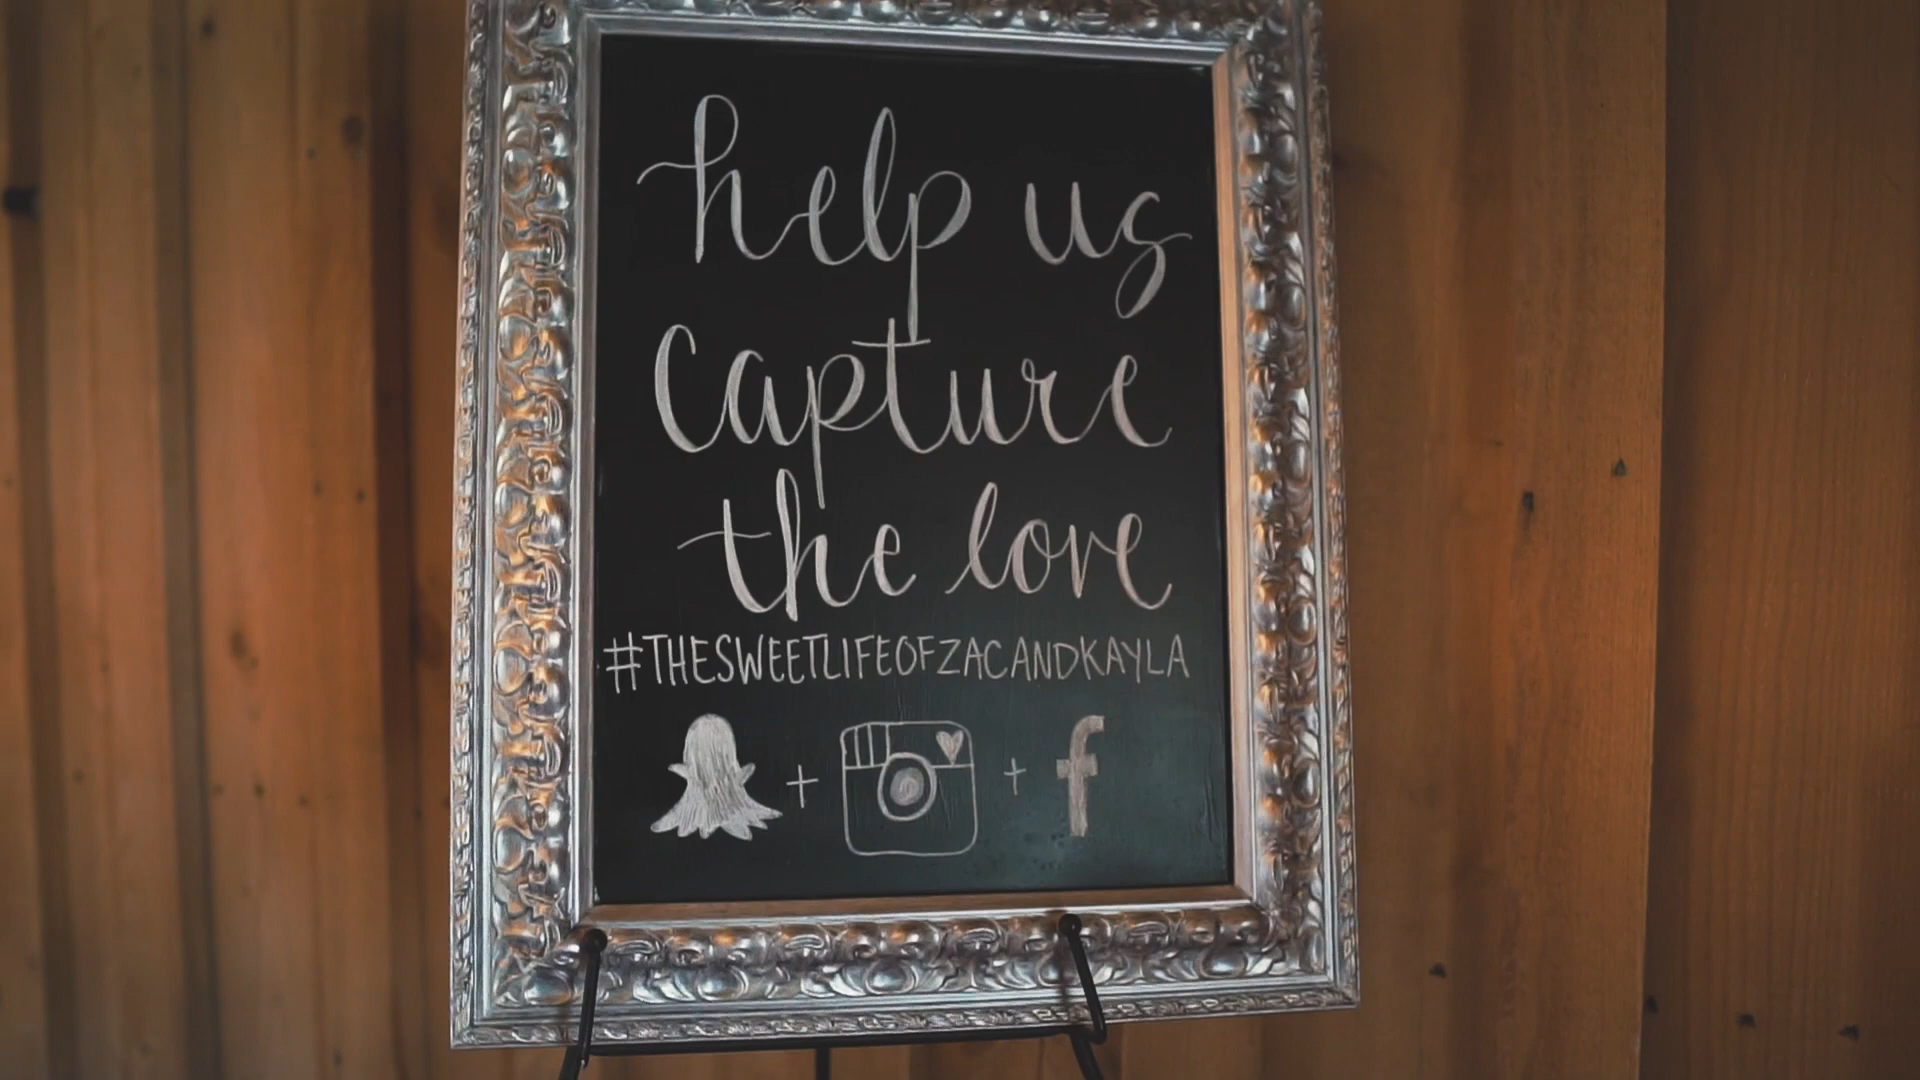 help us
capture
the love
#THESWEETLIFEOFZACANDKAYLA
+ + f